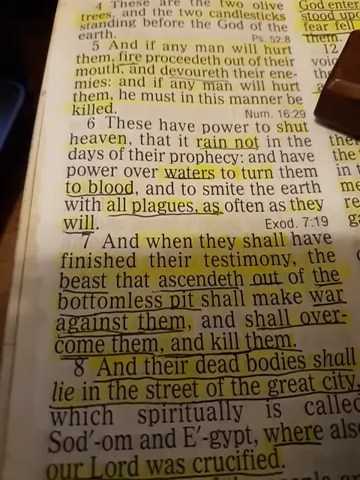 4 These are the two olive
trees, and the two candlesticks
standing before the God of the
earth. Ps. 52:8
5 And if any man will hurt
them, fire proceedeth out of their
mouth, and devoureth their ene-
mies: and if any man will hurt
them, he must in this manner be
killed. Num. 16:29
6 These have power to shut
heaven, that it rain not in the
days of their prophecy: and have
power over waters to turn them
to blood, and to smite the earth
with all plagues, as often as they
will. Exod. 7:19
7 And when they shall have
finished their testimony, the
beast that ascendeth out of the
bottomless pit shall make war
against them, and shall over-
come them, and kill them.
8 And their dead bodies shall
lie in the street of the great city,
which spiritually is called
Sod′-om and E′-gypt, where also
our Lord was crucified.
God enter
stood up
fear fell
them.
12